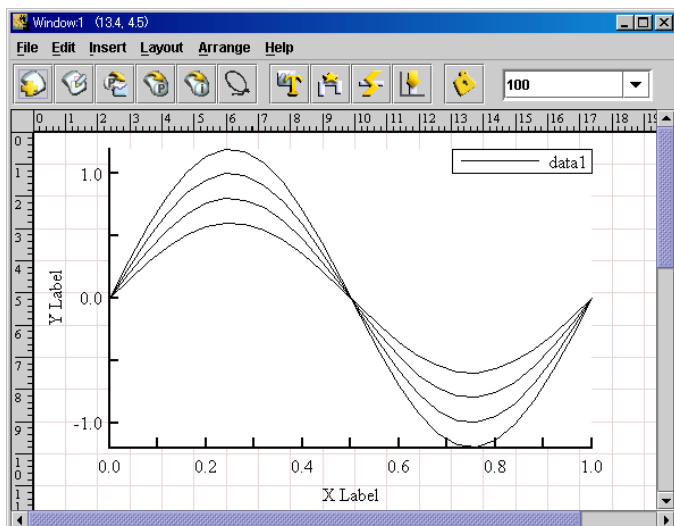 Window:1 (13.4, 4.5)
File Edit Insert Layout Arrange Help
100
0 1 2 3 4 5 6 7 8 9 10 11 12 13 14 15 16 17 18 19
0
1
2
3
4
5
6
7
8
9
10
11
data1
1.0
0.0
-1.0
Y Label
0.0 0.2 0.4 0.6 0.8 1.0
X Label